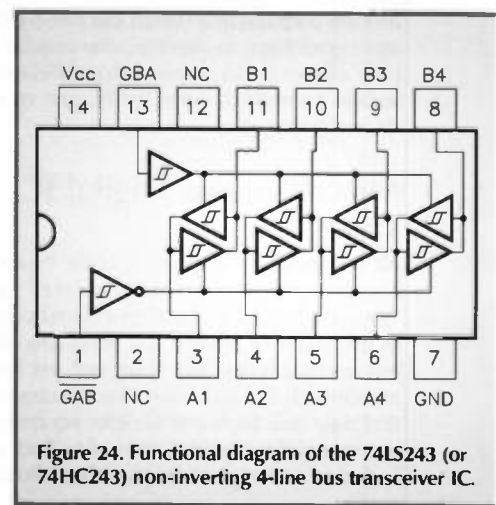 Vcc GBA NC B1 B2 B3 B4
14 13 12 11 10 9 8
1 2 3 4 5 6 7
GAB NC A1 A2 A3 A4 GND
Figure 24. Functional diagram of the 74LS243 (or
74HC243) non-inverting 4-line bus transceiver IC.